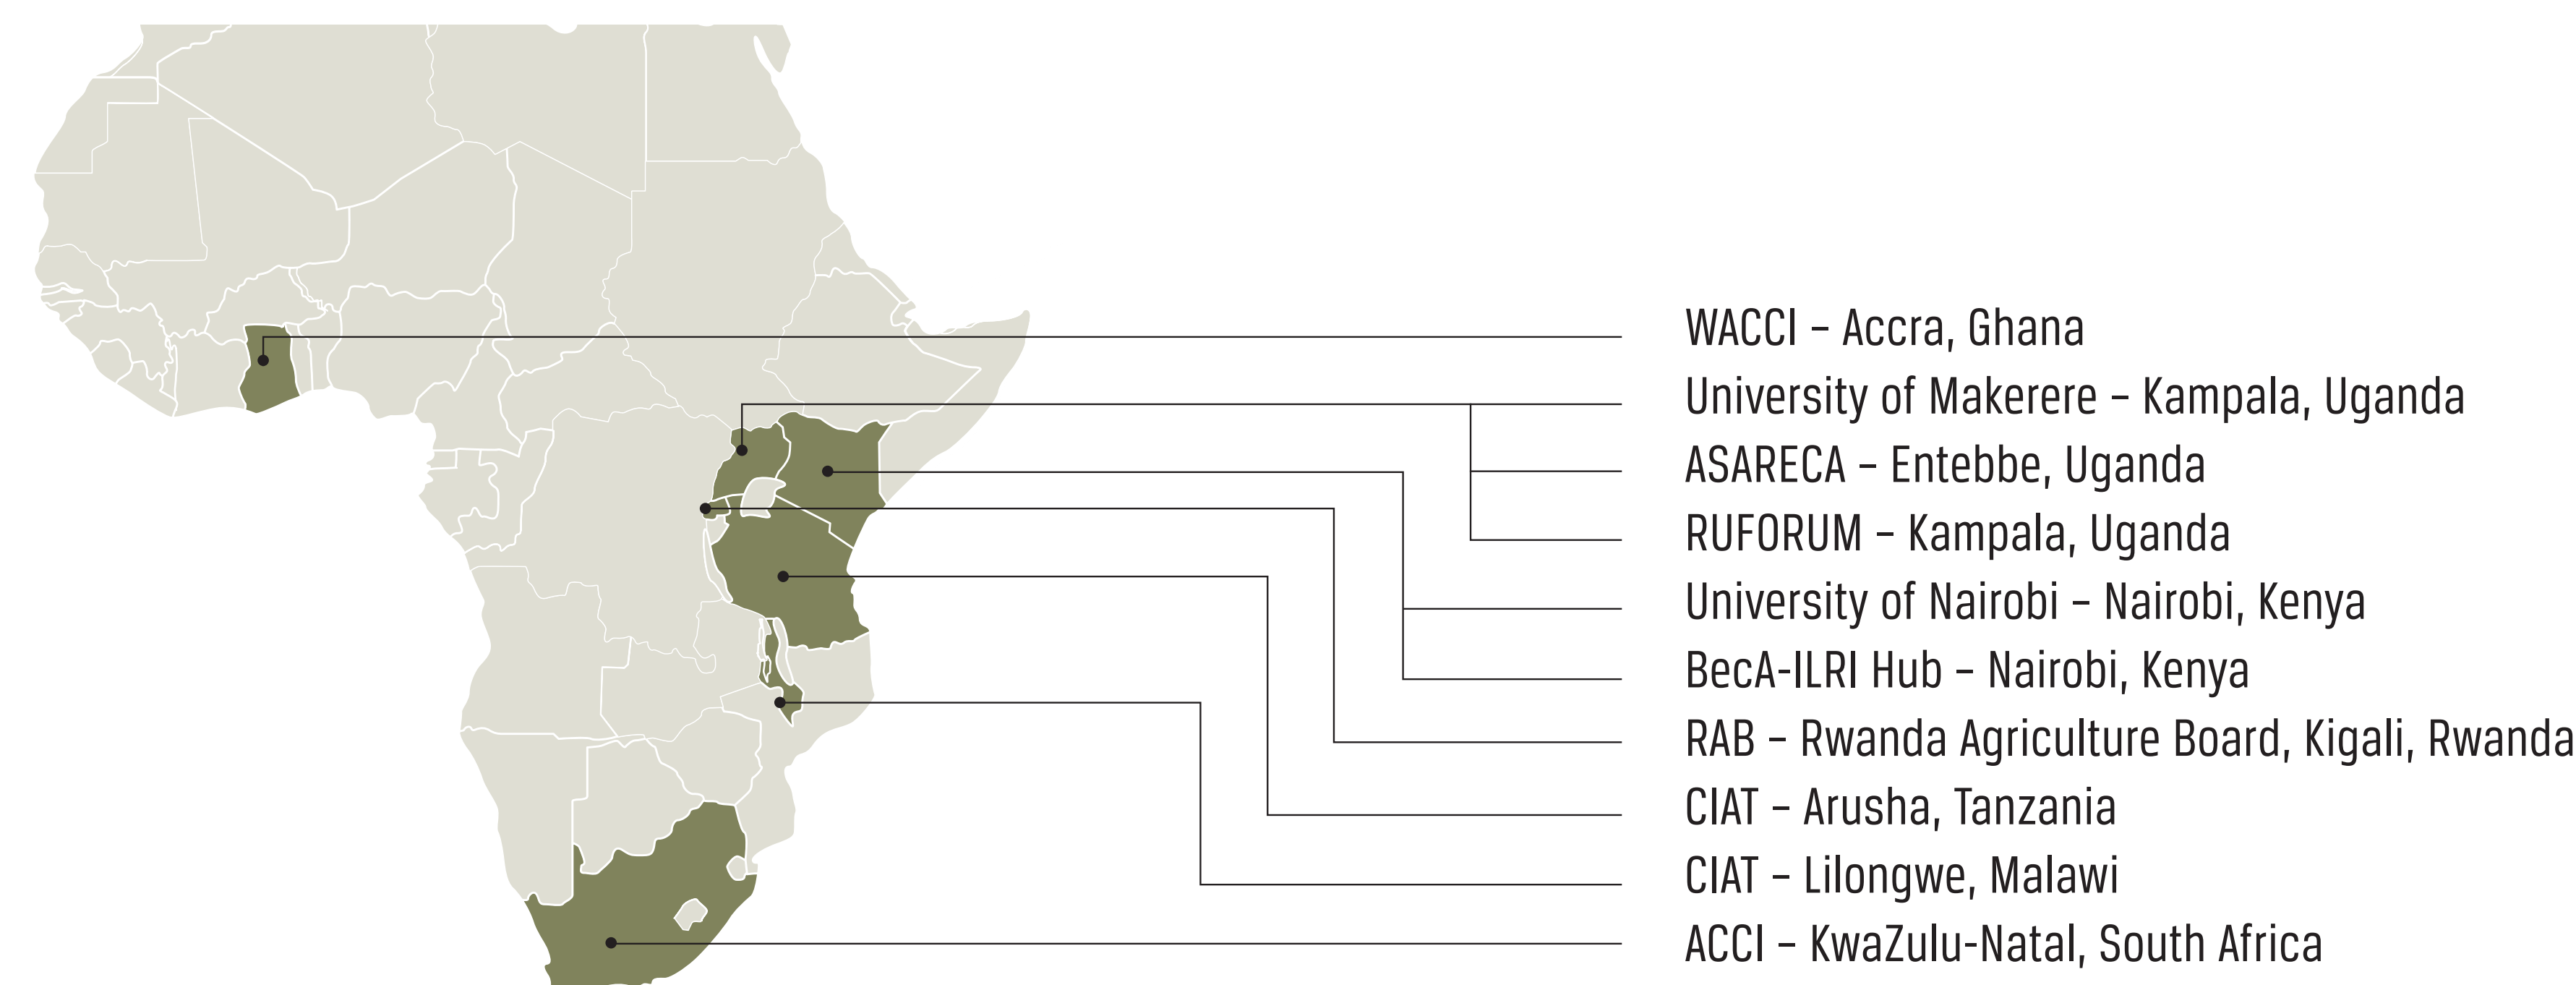 WACCI – Accra, Ghana
University of Makerere – Kampala, Uganda
ASARECA – Entebbe, Uganda
RUFORUM – Kampala, Uganda
University of Nairobi – Nairobi, Kenya
BecA-ILRI Hub – Nairobi, Kenya
RAB – Rwanda Agriculture Board, Kigali, Rwanda
CIAT – Arusha, Tanzania
CIAT – Lilongwe, Malawi
ACCI – KwaZulu-Natal, South Africa